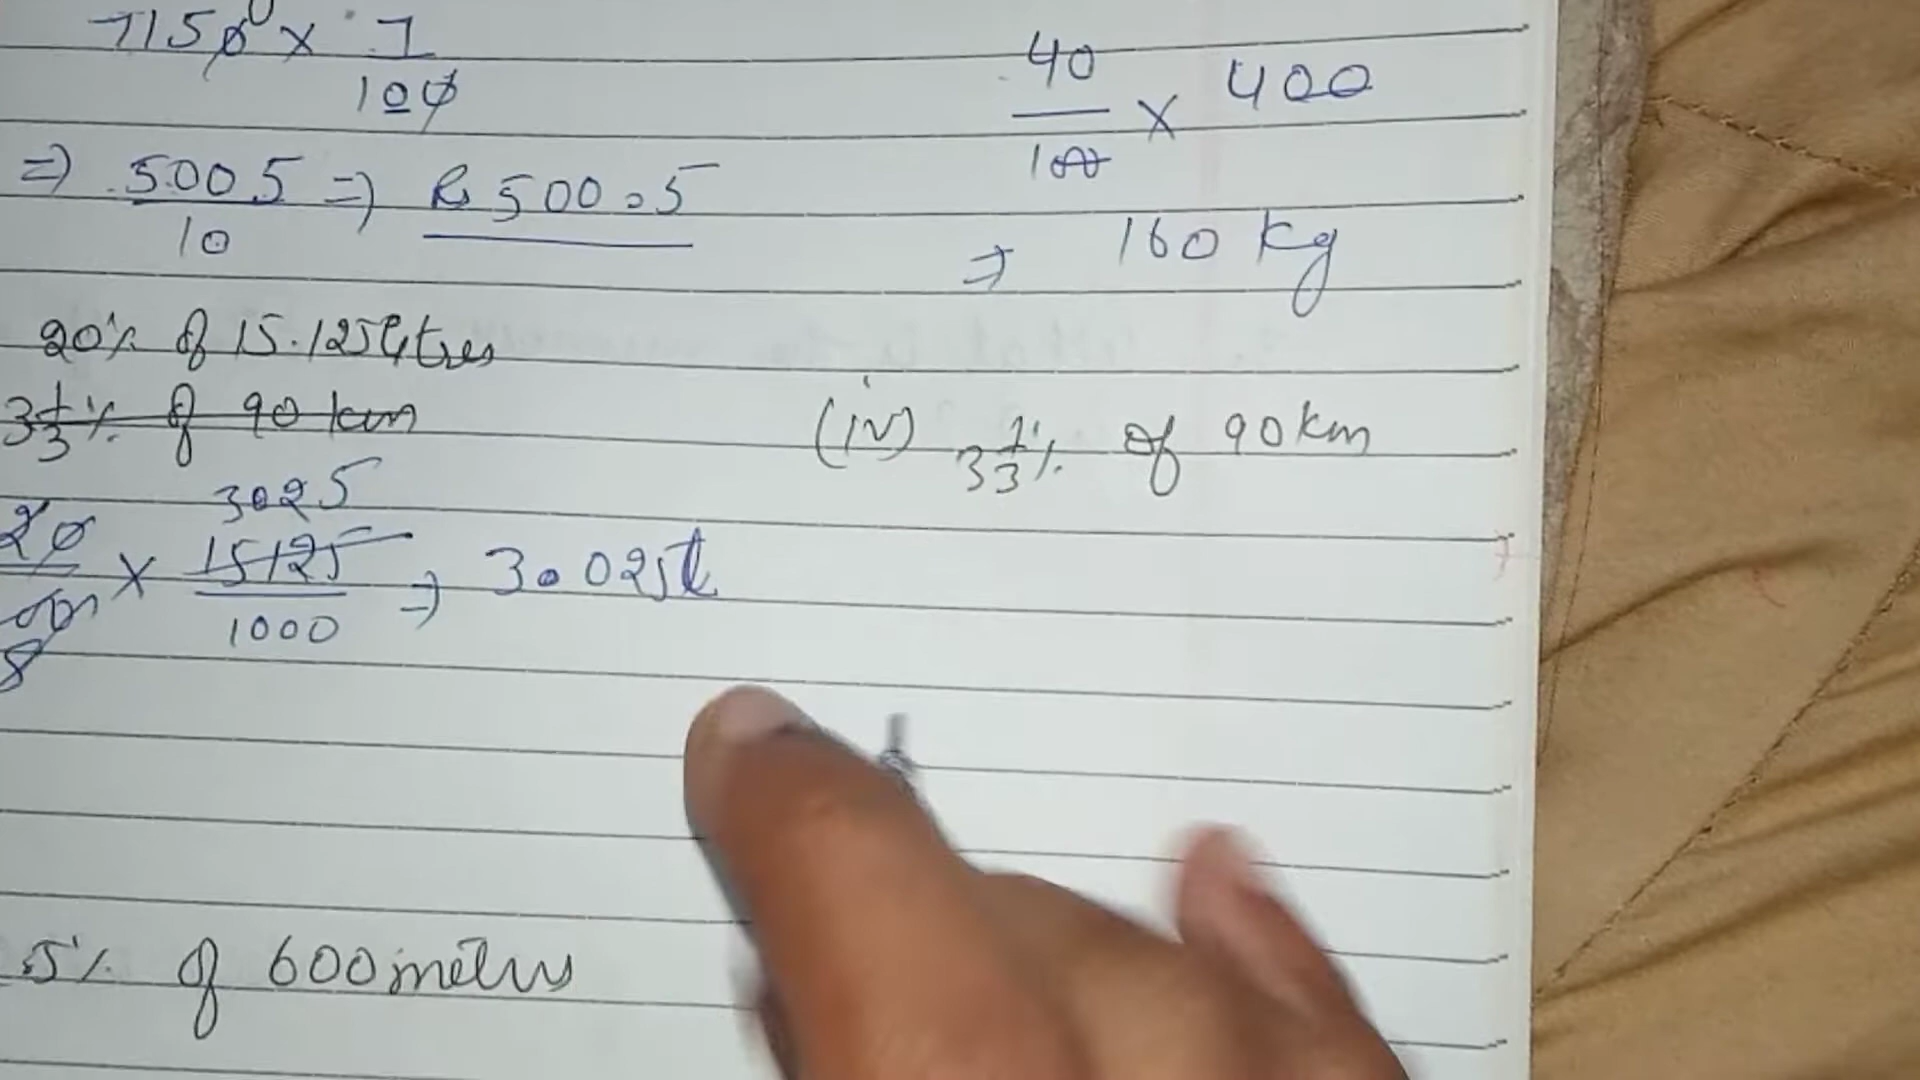 7150 × 7/100
40/100 × 400
=) 5005/10 =) Rs 500.5
=) 160 kg
20% of 15.125 litres
3 1/3 % of 90 km
(iv) 3 1/3 % of 90 km
3025
20/100 × 15125/1000 =) 3.025 l
5% of 600 metres